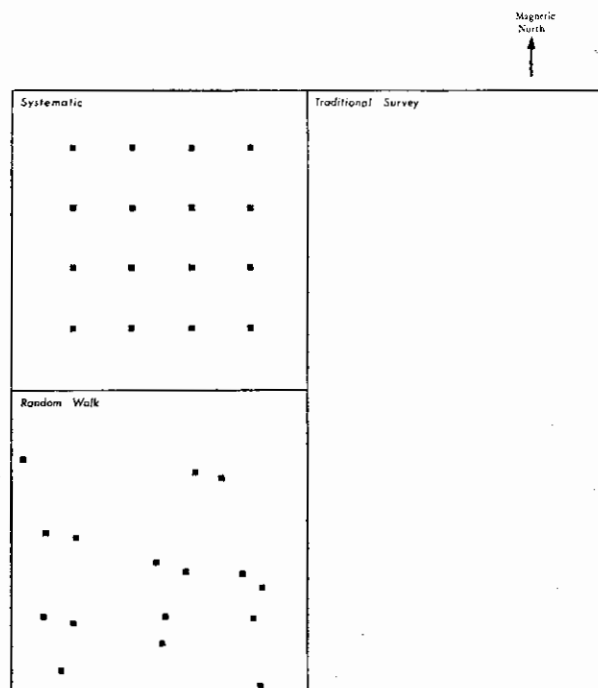 Magnetic
North
Systematic
Traditional Survey
Random Walk